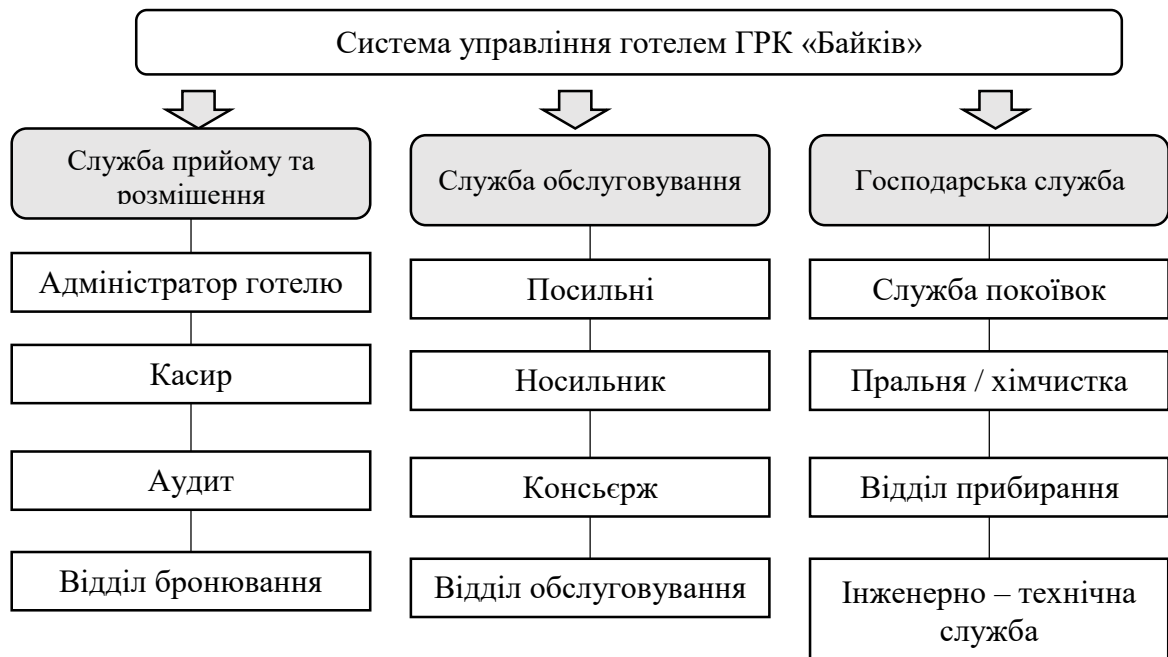 Система управління готелем ГРК «Байків»
Служба прийому та
розміщення
Адміністратор готелю
Касир
Аудит
Відділ бронювання
Служба обслуговування
Посильні
Носильник
Консьєрж
Відділ обслуговування
Господарська служба
Служба покоївок
Пральня / хімчистка
Відділ прибирання
Інженерно – технічна
служба